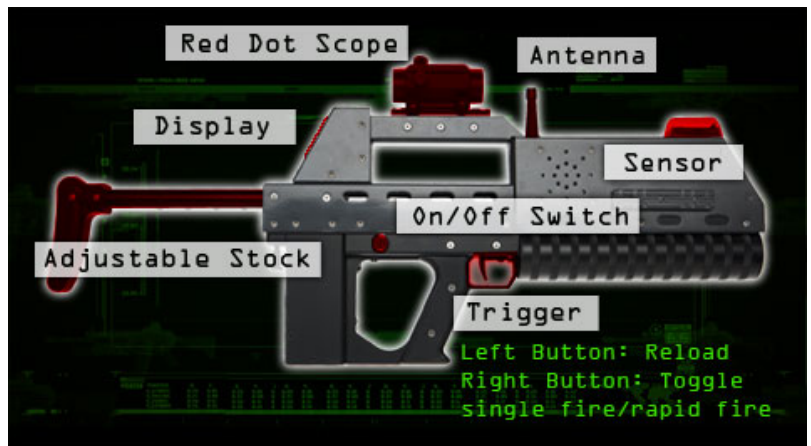 Red Dot Scope
Antenna
Display
Sensor
On/Off Switch
Adjustable Stock
Trigger
Left Button: Reload
Right Button: Toggle
single fire/rapid fire